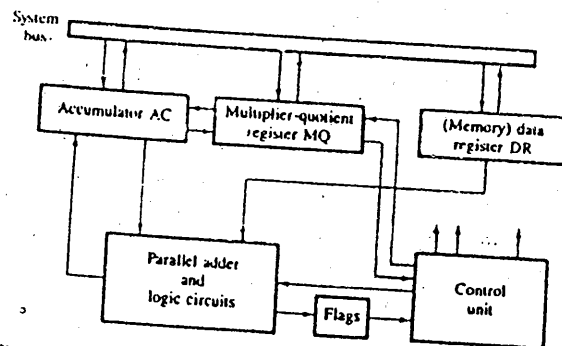 System
bus
Accumulator AC
Multiplier-quotient
register MQ
(Memory) data
register DR
Parallel adder
and
logic circuits
Flags
...
Control
unit